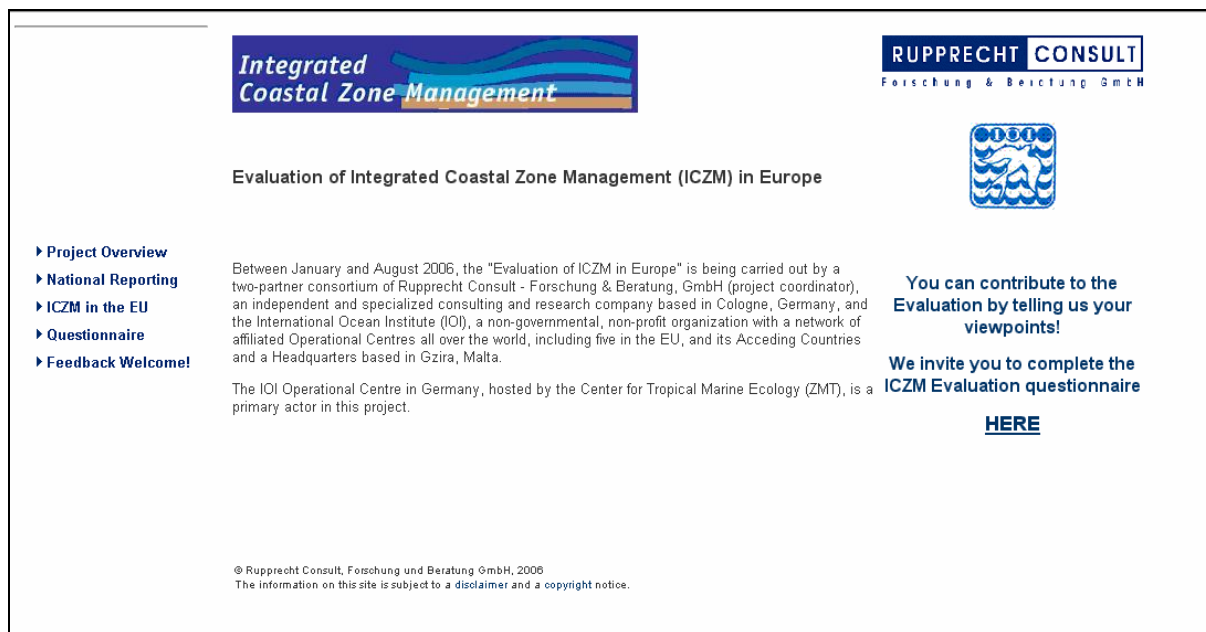 Integrated
Coastal Zone Management
RUPPRECHT CONSULT
Forschung & Beratung GmbH
IOI
Evaluation of Integrated Coastal Zone Management (ICZM) in Europe
Project Overview
National Reporting
ICZM in the EU
Questionnaire
Feedback Welcome!
Between January and August 2006, the "Evaluation of ICZM in Europe" is being carried out by a
two-partner consortium of Rupprecht Consult - Forschung & Beratung, GmbH (project coordinator),
an independent and specialized consulting and research company based in Cologne, Germany, and
the International Ocean Institute (IOI), a non-governmental, non-profit organization with a network of
affiliated Operational Centres all over the world, including five in the EU, and its Acceding Countries
and a Headquarters based in Gzira, Malta.
The IOI Operational Centre in Germany, hosted by the Center for Tropical Marine Ecology (ZMT), is a
primary actor in this project.
You can contribute to the
Evaluation by telling us your
viewpoints!
We invite you to complete the
ICZM Evaluation questionnaire
HERE
© Rupprecht Consult, Forschung und Beratung GmbH, 2006
The information on this site is subject to a disclaimer and a copyright notice.